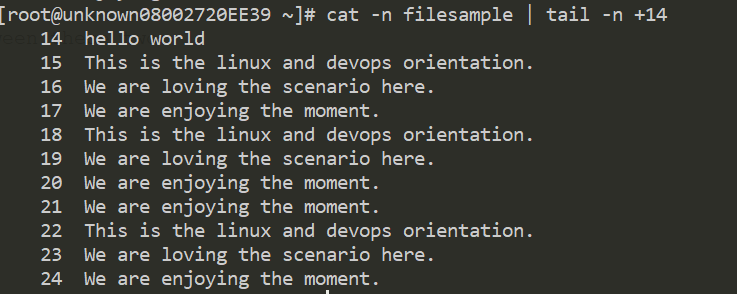 [root@unknown08002720EE39 ~]# cat -n filesample | tail -n +14
14 hello world
15 This is the linux and devops orientation.
16 We are loving the scenario here.
17 We are enjoying the moment.
18 This is the linux and devops orientation.
19 We are loving the scenario here.
20 We are enjoying the moment.
21 We are enjoying the moment.
22 This is the linux and devops orientation.
23 We are loving the scenario here.
24 We are enjoying the moment.